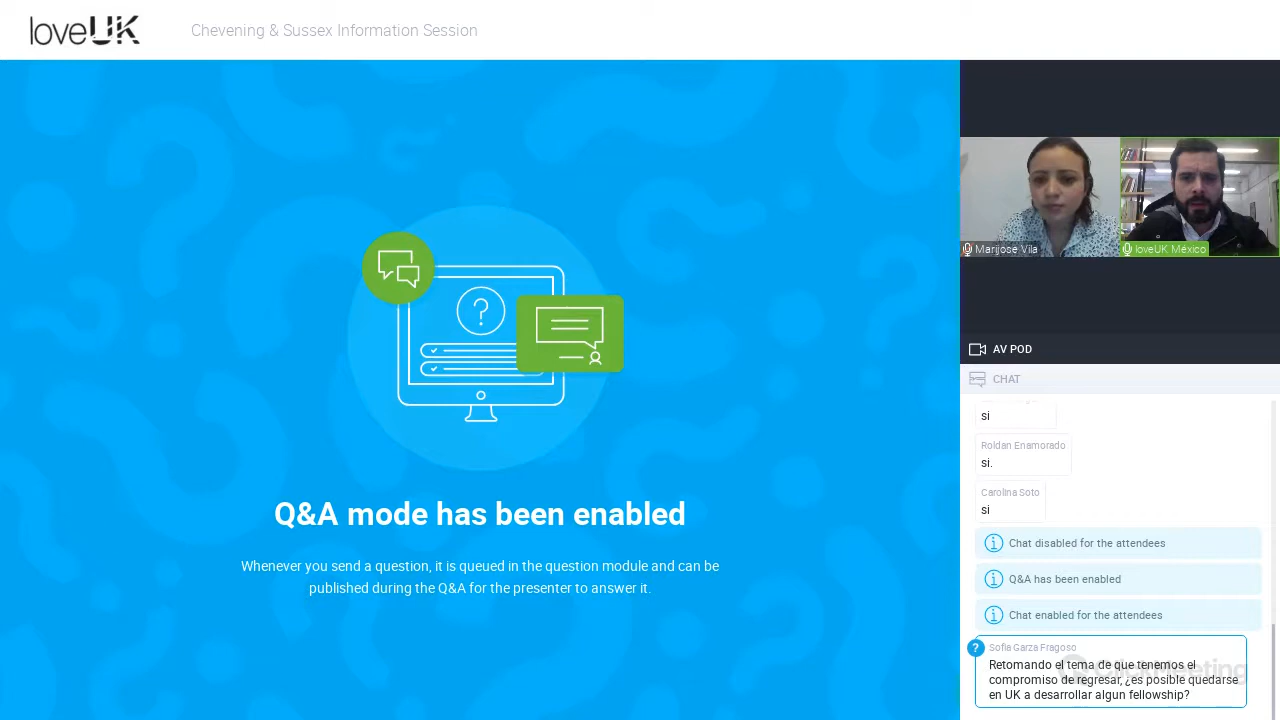 loveUK
Chevening & Sussex Information Session
Marijose Vila
loveUK México
AV POD
CHAT
si
Roldan Enamorado
si.
Carolina Soto
si
Chat disabled for the attendees
Q&A has been enabled
Chat enabled for the attendees
?
Sofia Garza Fragoso
Retomando el tema de que tenemos el
compromiso de regresar, ¿es posible quedarse
en UK a desarrollar algun fellowship?
ClickMeeting
?
Q&A mode has been enabled
Whenever you send a question, it is queued in the question module and can be
published during the Q&A for the presenter to answer it.